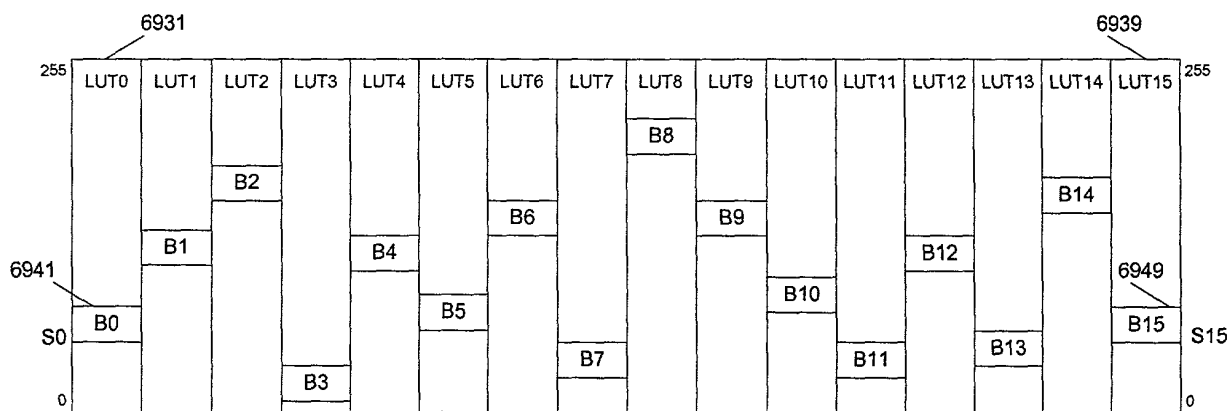 6931 6939
255 LUT0 LUT1 LUT2 LUT3 LUT4 LUT5 LUT6 LUT7 LUT8 LUT9 LUT10 LUT11 LUT12 LUT13 LUT14 LUT15 255
B8
B2
B14
B6 B9
B1 B4 B12
6941 6949
B10
B5
B0 B15
S0 S15
B13
B7 B11
B3
0 0